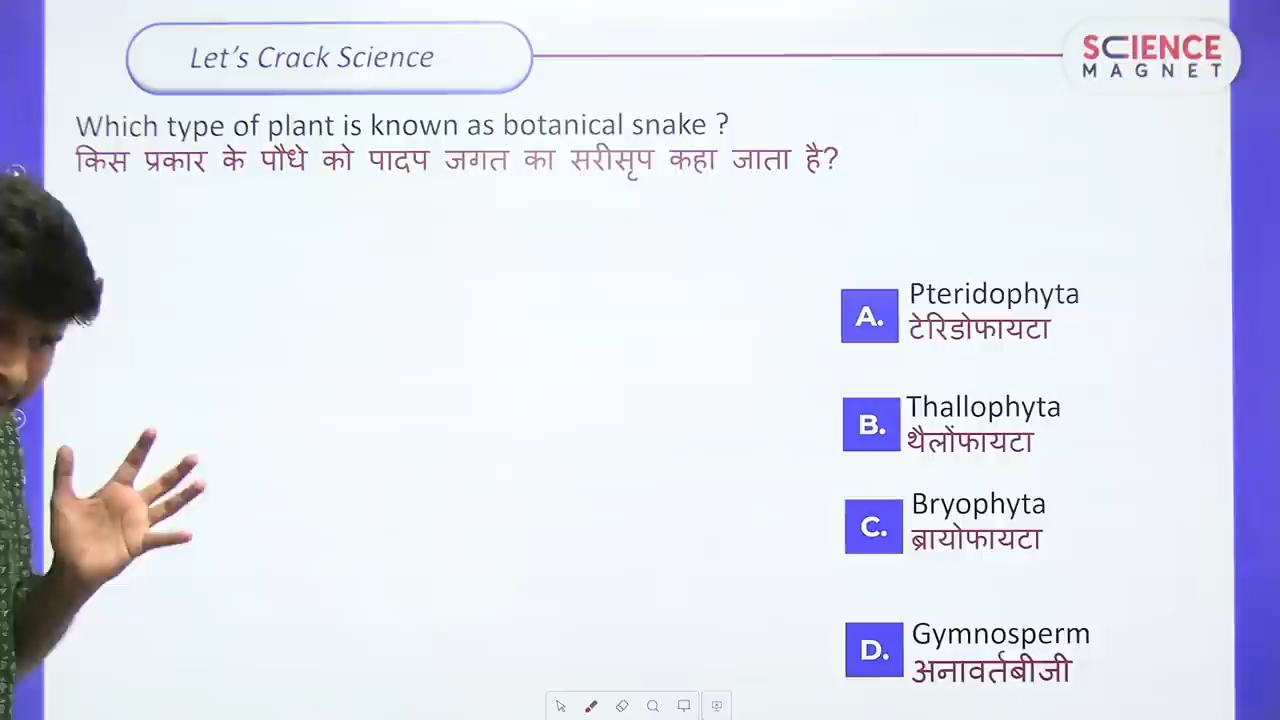 Let's Crack Science
SCIENCE
MAGNET
Which type of plant is known as botanical snake ?
किस प्रकार के पौधे को पादप जगत का सरीसृप कहा जाता है?
A. Pteridophyta
टेरिडोफायटा
B. Thallophyta
थैलोंफायटा
C. Bryophyta
ब्रायोफायटा
D. Gymnosperm
अनावर्तबीजी